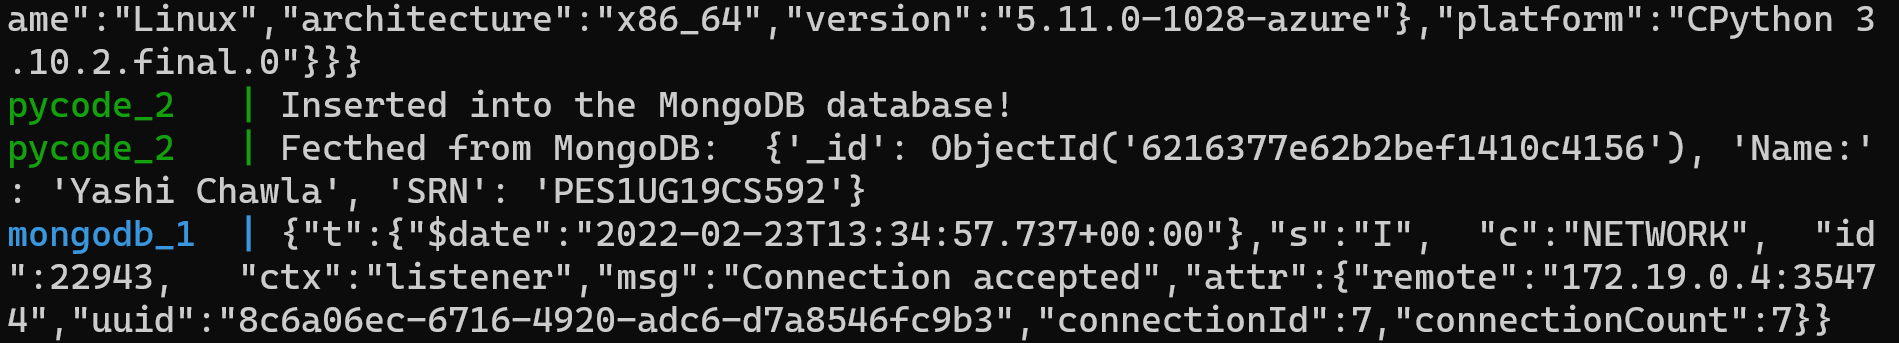 ame":"Linux","architecture":"x86_64","version":"5.11.0-1028-azure"},"platform":"CPython 3
.10.2.final.0"}}}
pycode_2   | Inserted into the MongoDB database!
pycode_2   | Fecthed from MongoDB:  {'_id': ObjectId('6216377e62b2bef1410c4156'), 'Name:'
: 'Yashi Chawla', 'SRN': 'PES1UG19CS592'}
mongodb_1  | {"t":{"$date":"2022-02-23T13:34:57.737+00:00"},"s":"I",  "c":"NETWORK",  "id
":22943,   "ctx":"listener","msg":"Connection accepted","attr":{"remote":"172.19.0.4:3547
4","uuid":"8c6a06ec-6716-4920-adc6-d7a8546fc9b3","connectionId":7,"connectionCount":7}}